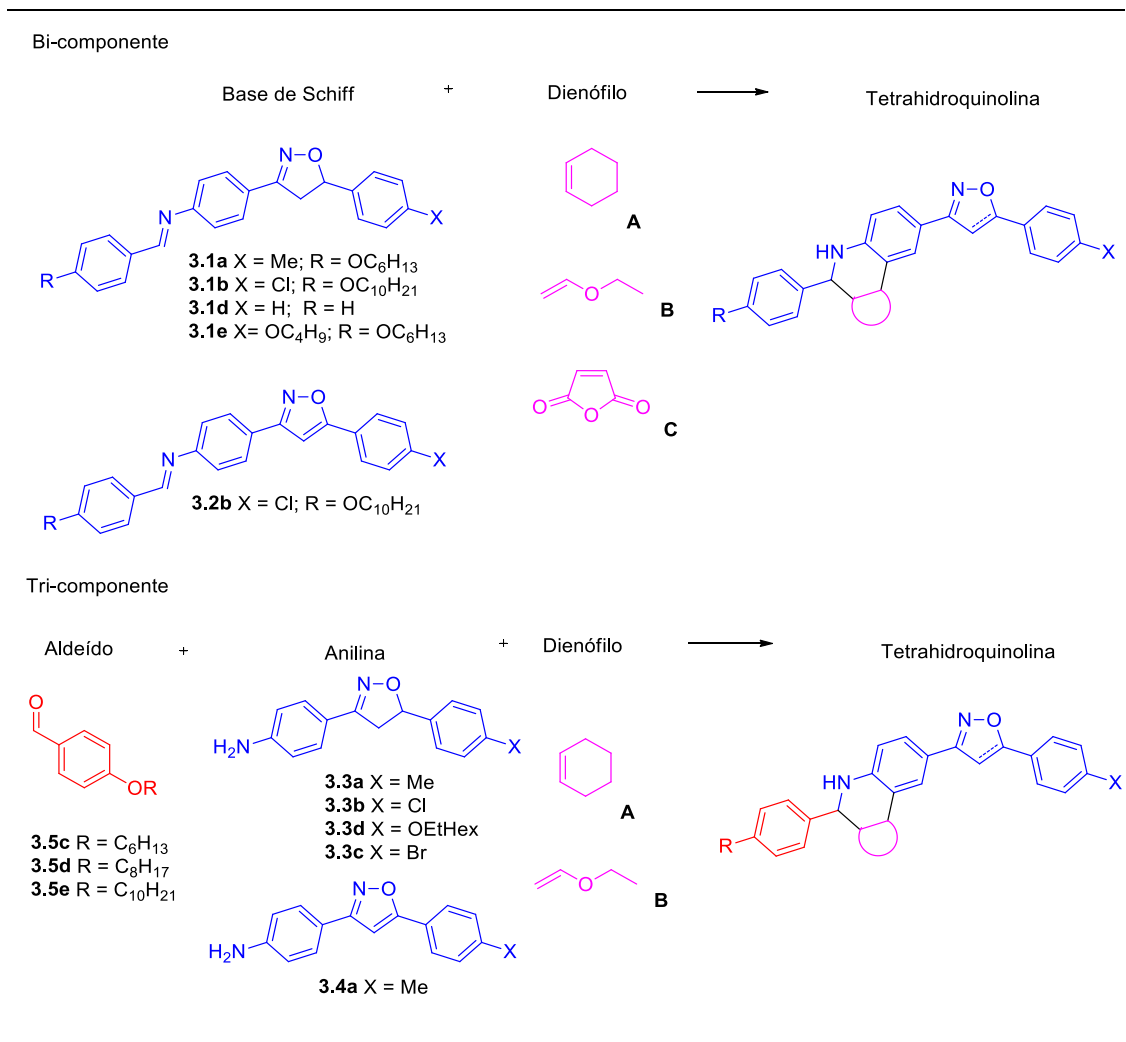 Bi-componente
Base de Schiff + Dienófilo Tetrahidroquinolina
N O
N
R
X
3.1a X = Me; R = OC₆H₁₃
3.1b X = Cl; R = OC₁₀H₂₁
3.1d X = H; R = H
3.1e X= OC₄H₉; R = OC₆H₁₃
A
O
B
O O O
C
N O
HN
R
X
N O
N
R
X
3.2b X = Cl; R = OC₁₀H₂₁
Tri-componente
Aldeído + Anilina + Dienófilo Tetrahidroquinolina
O
OR
3.5c R = C₆H₁₃
3.5d R = C₈H₁₇
3.5e R = C₁₀H₂₁
N O
H₂N
X
3.3a X = Me
3.3b X = Cl
3.3d X = OEtHex
3.3c X = Br
N O
H₂N
X
3.4a X = Me
A
O
B
N O
HN
R
X